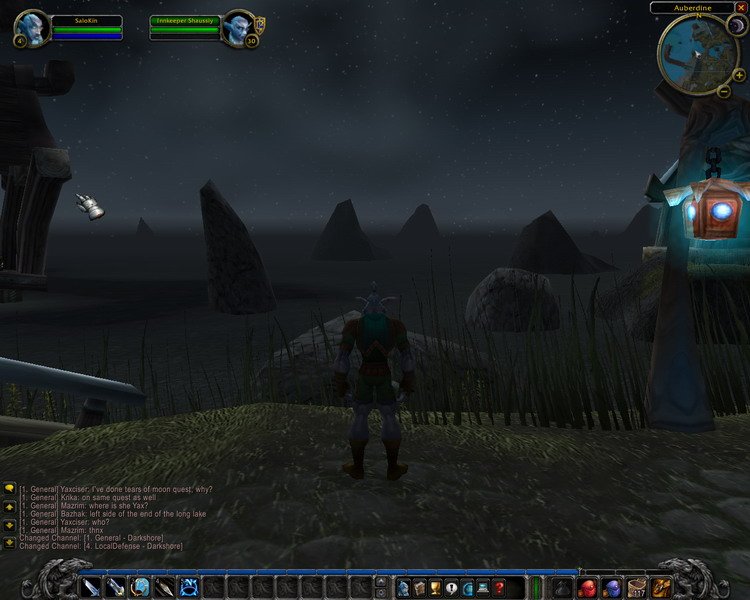 SaloKin
Innkeeper Shaussiy
Auberdine
N
30
[1. General] Yaxciser: I've done tears of moon quest, why?
[1. General] Krika: on same quest as well
[1. General] Mazrim: where is she Yax?
[1. General] Bazhak: left side of the end of the long lake
[1. General] Yaxciser: who?
[1. General] Mazrim: thnx
Changed Channel: [1. General - Darkshore]
Changed Channel: [4. LocalDefense - Darkshore]
117